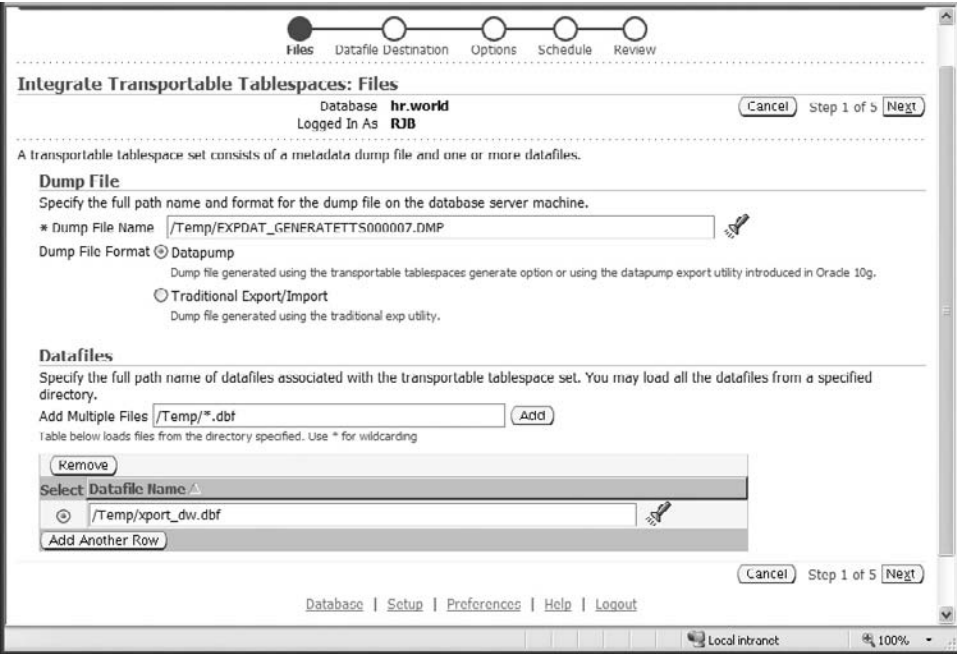 Files Datafile Destination Options Schedule Review
Integrate Transportable Tablespaces: Files
Database hr.world
Logged In As RJB
Cancel Step 1 of 5 Next
A transportable tablespace set consists of a metadata dump file and one or more datafiles.
Dump File
Specify the full path name and format for the dump file on the database server machine.
* Dump File Name /Temp/EXPDAT_GENERATETTS000007.DMP
Dump File Format Datapump
Dump file generated using the transportable tablespaces generate option or using the datapump export utility introduced in Oracle 10g.
Traditional Export/Import
Dump file generated using the traditional exp utility.
Datafiles
Specify the full path name of datafiles associated with the transportable tablespace set. You may load all the datafiles from a specified
directory.
Add Multiple Files /Temp/*.dbf Add
Table below loads files from the directory specified. Use * for wildcarding
Remove
Select Datafile Name
/Temp/xport_dw.dbf
Add Another Row
Cancel Step 1 of 5 Next
Database | Setup | Preferences | Help | Logout
Local intranet 100%